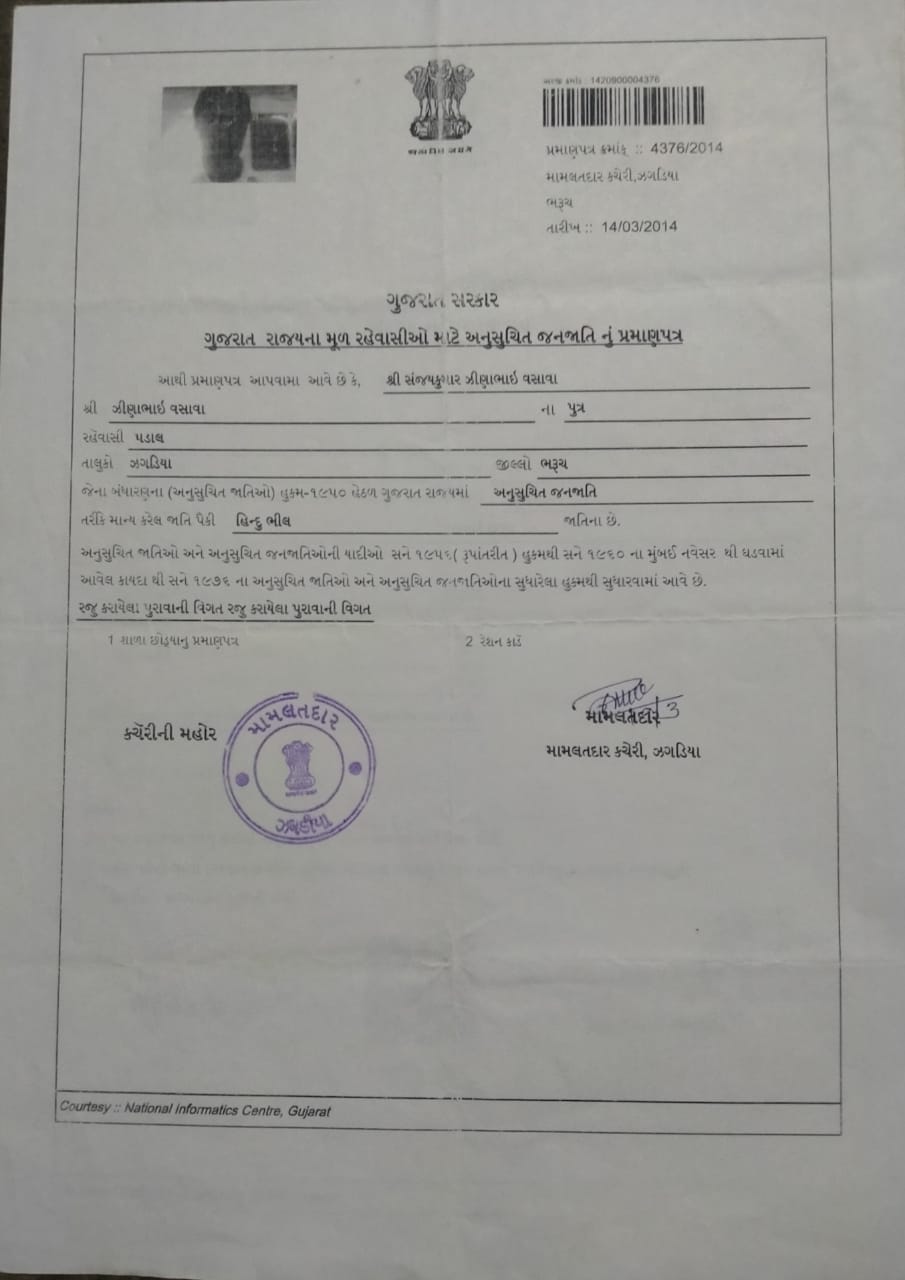 અરજી ક્રમાંક : 1420900004376
સત્યમેવ જયતે
પ્રમાણપત્ર ક્રમાંક :: 4376/2014
મામલતદાર કચેરી,ઝગડિયા
ભરૂચ
તારીખ :: 14/03/2014
ગુજરાત સરકાર
ગુજરાત રાજયના મૂળ રહેવાસીઓ માટે અનુસુચિત જનજાતિ નું પ્રમાણપત્ર
આથી પ્રમાણપત્ર આપવામા આવે છે કે, શ્રી સંજયકુમાર ઝીણાભાઇ વસાવા
શ્રી ઝીણાભાઇ વસાવા ના પુત્ર
રહેવાસી પડાલ
તાલુકો ઝગડિયા જીલ્લો ભરૂચ
જેના બંધારણના (અનુસુચિત જાતિઓ) હુકમ-૧૯૫૦ હેઠળ ગુજરાત રાજયમાં અનુસુચિત જનજાતિ
તરીકે માન્ય કરેલ જાતિ પૈકી હિન્દુ ભીલ જાતિના છે.
અનુસુચિત જાતિઓ અને અનુસુચિત જનજાતિઓની યાદીઓ સને ૧૯૫૬( રૂપાંતરીત ) હુકમથી સને ૧૯૬૦ ના મુંબઈ નવેસર થી ઘડવામાં
આવેલ કાયદા થી સને ૧૯૭૬ ના અનુસુચિત જાતિઓ અને અનુસુચિત જનજાતિઓના સુધારેલા હુકમથી સુધારવામાં આવે છે.
રજુ કરાયેલા પુરાવાની વિગત રજુ કરાયેલા પુરાવાની વિગત
1 શાળા છોડ્યાનુ પ્રમાણપત્ર 2 રેશન કાર્ડ
કચેરીની મહોર
મામલતદાર
ઝઘડીયા
મામલતદાર
મામલતદાર કચેરી, ઝગડિયા
Courtesy :: National Informatics Centre, Gujarat